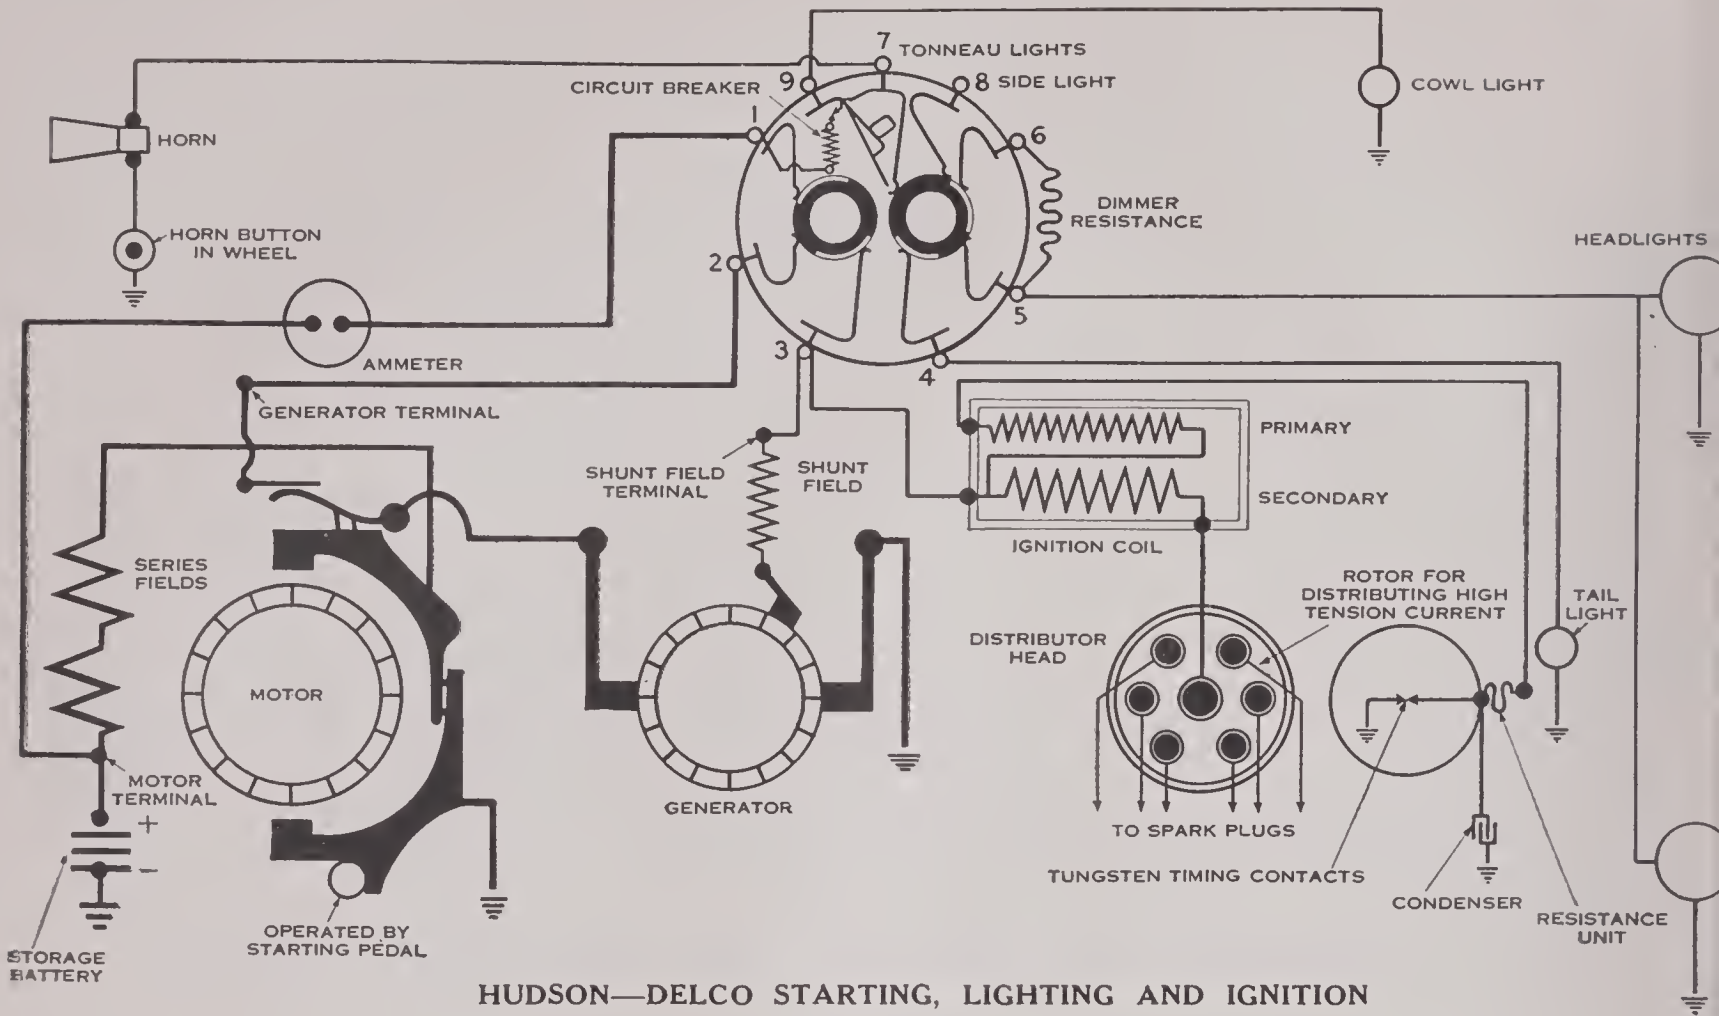 7
TONNEAU LIGHTS
9
8 SIDE LIGHT
COWL LIGHT
CIRCUIT BREAKER
1
6
HORN
DIMMER
RESISTANCE
HORN BUTTON
IN WHEEL
2
HEADLIGHTS
5
3
AMMETER
4
GENERATOR TERMINAL
PRIMARY
SHUNT FIELD
TERMINAL
SHUNT
FIELD
SECONDARY
IGNITION COIL
SERIES
FIELDS
ROTOR FOR
DISTRIBUTING HIGH
TENSION CURRENT
TAIL
LIGHT
DISTRIBUTOR
HEAD
MOTOR
MOTOR
TERMINAL
+
-
GENERATOR
TO SPARK PLUGS
TUNGSTEN TIMING CONTACTS
CONDENSER
RESISTANCE
UNIT
OPERATED BY
STARTING PEDAL
STORAGE
BATTERY
HUDSON—DELCO STARTING, LIGHTING AND IGNITION